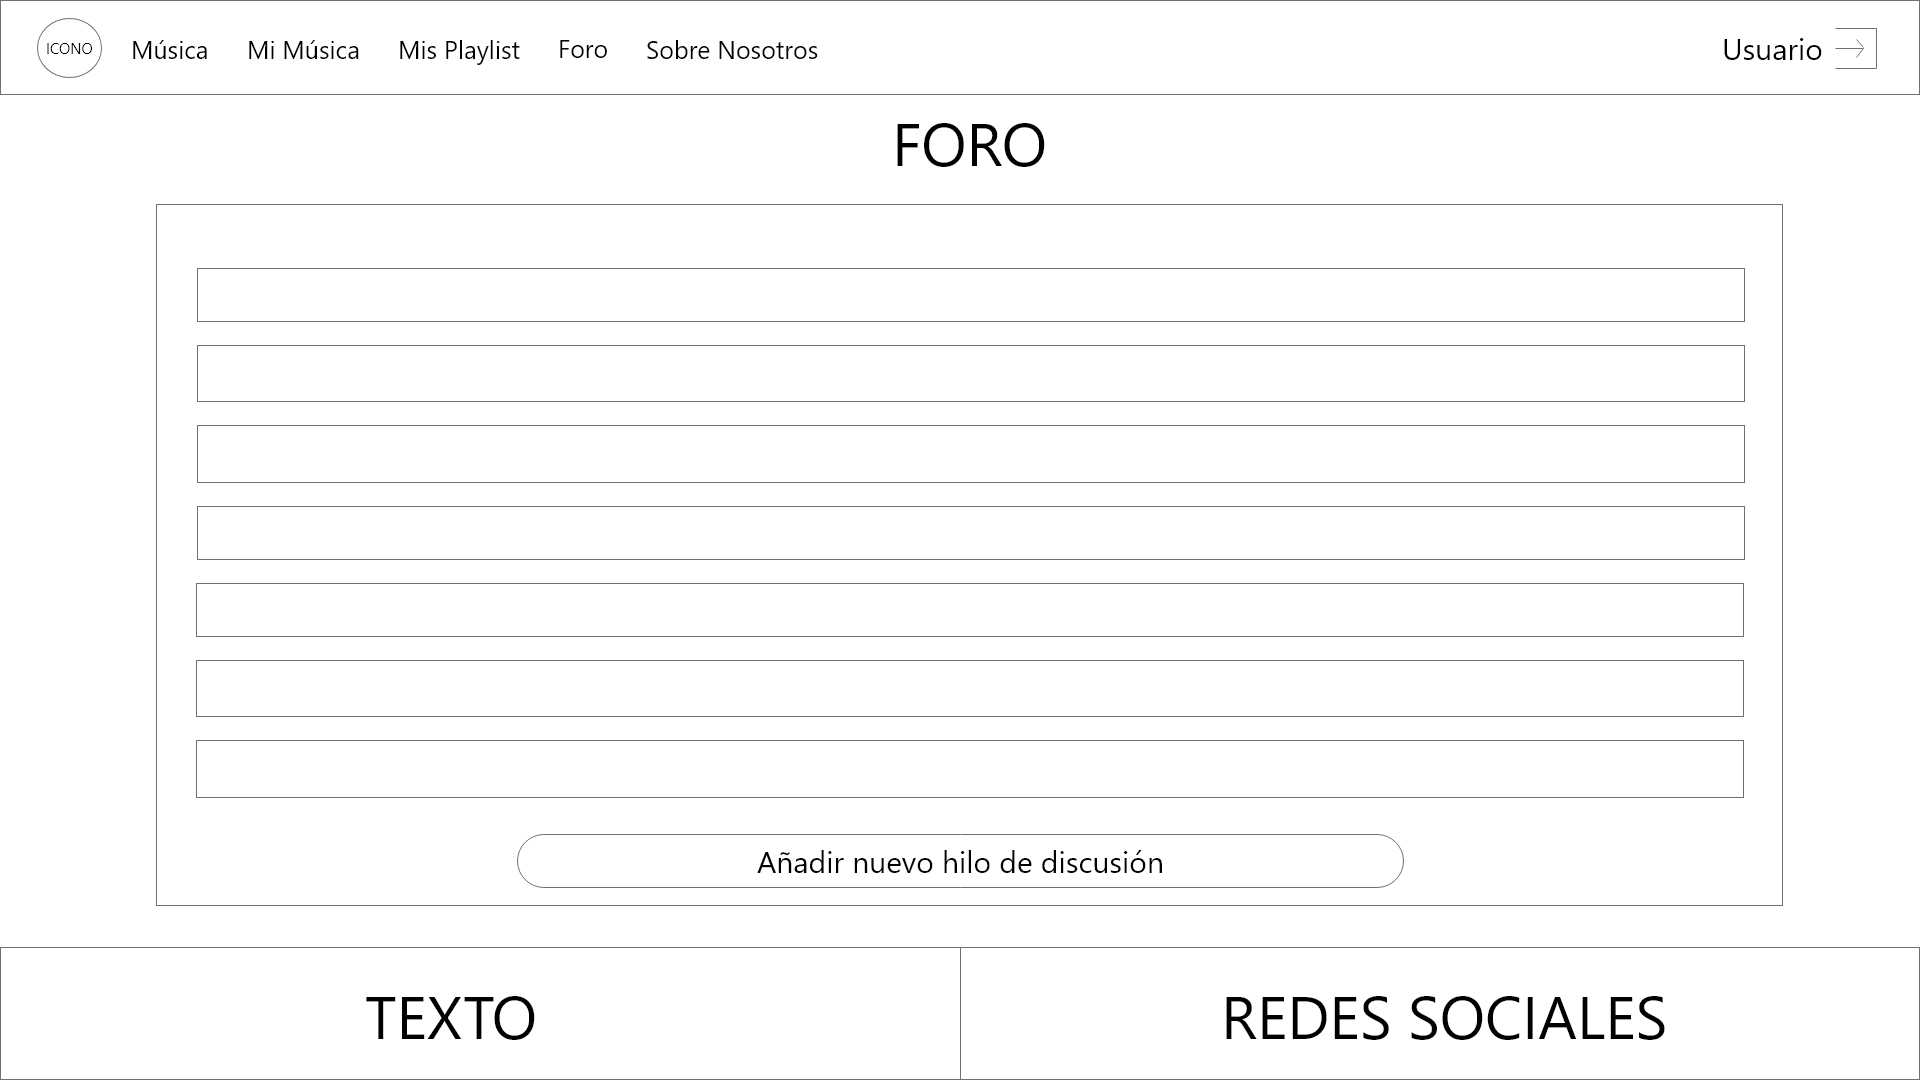 ICONO Música Mi Música Mis Playlist Foro Sobre Nosotros Usuario
FORO
Añadir nuevo hilo de discusión
TEXTO REDES SOCIALES